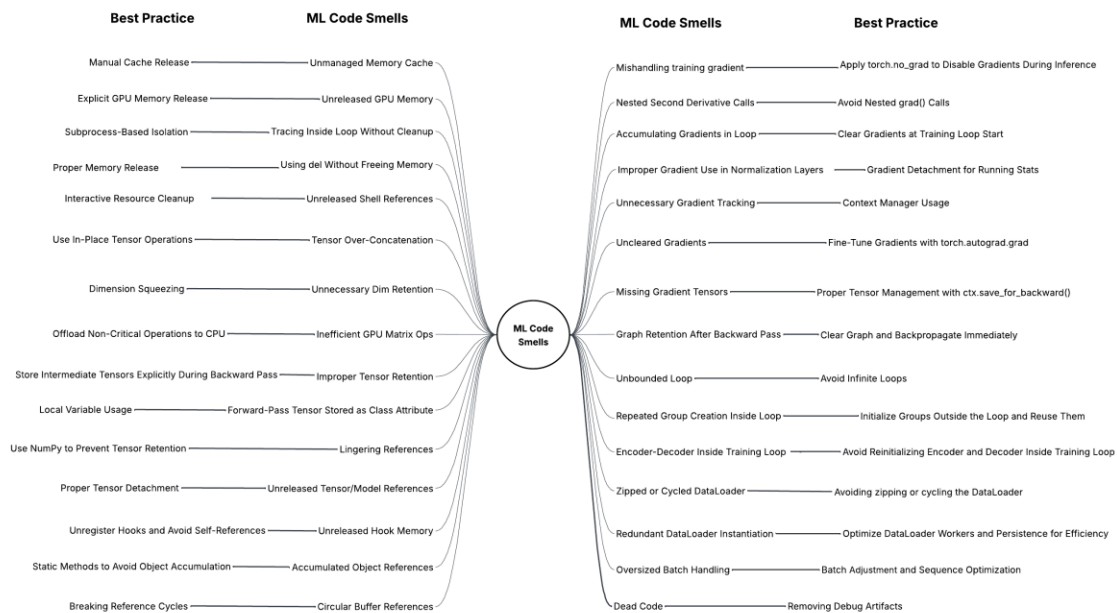 Best Practice
ML Code Smells
ML Code Smells
Best Practice
Manual Cache Release
Unmanaged Memory Cache
Explicit GPU Memory Release
Unreleased GPU Memory
Subprocess-Based Isolation
Tracing Inside Loop Without Cleanup
Proper Memory Release
Using del Without Freeing Memory
Interactive Resource Cleanup
Unreleased Shell References
Use In-Place Tensor Operations
Tensor Over-Concatenation
Dimension Squeezing
Unnecessary Dim Retention
Offload Non-Critical Operations to CPU
Inefficient GPU Matrix Ops
Store Intermediate Tensors Explicitly During Backward Pass
Improper Tensor Retention
Local Variable Usage
Forward-Pass Tensor Stored as Class Attribute
Use NumPy to Prevent Tensor Retention
Lingering References
Proper Tensor Detachment
Unreleased Tensor/Model References
Unregister Hooks and Avoid Self-References
Unreleased Hook Memory
Static Methods to Avoid Object Accumulation
Accumulated Object References
Breaking Reference Cycles
Circular Buffer References
ML Code
Smells
Mishandling training gradient
Apply torch.no_grad to Disable Gradients During Inference
Nested Second Derivative Calls
Avoid Nested grad() Calls
Accumulating Gradients in Loop
Clear Gradients at Training Loop Start
Improper Gradient Use in Normalization Layers
Gradient Detachment for Running Stats
Unnecessary Gradient Tracking
Context Manager Usage
Uncleared Gradients
Fine-Tune Gradients with torch.autograd.grad
Missing Gradient Tensors
Proper Tensor Management with ctx.save_for_backward()
Graph Retention After Backward Pass
Clear Graph and Backpropagate Immediately
Unbounded Loop
Avoid Infinite Loops
Repeated Group Creation Inside Loop
Initialize Groups Outside the Loop and Reuse Them
Encoder-Decoder Inside Training Loop
Avoid Reinitializing Encoder and Decoder Inside Training Loop
Zipped or Cycled DataLoader
Avoiding zipping or cycling the DataLoader
Redundant DataLoader Instantiation
Optimize DataLoader Workers and Persistence for Efficiency
Oversized Batch Handling
Batch Adjustment and Sequence Optimization
Dead Code
Removing Debug Artifacts